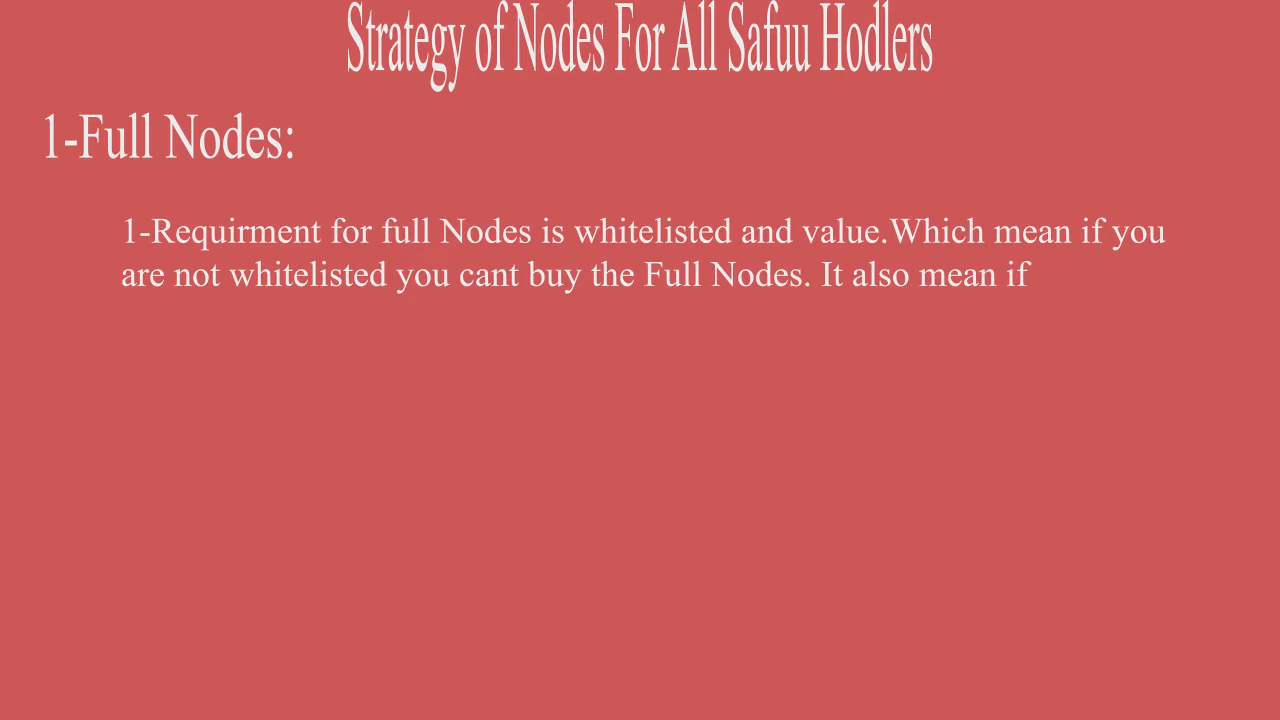 Strategy of Nodes For All Safuu Hodlers
1-Full Nodes:
1-Requirment for full Nodes is whitelisted and value.Which mean if you
are not whitelisted you cant buy the Full Nodes. It also mean if